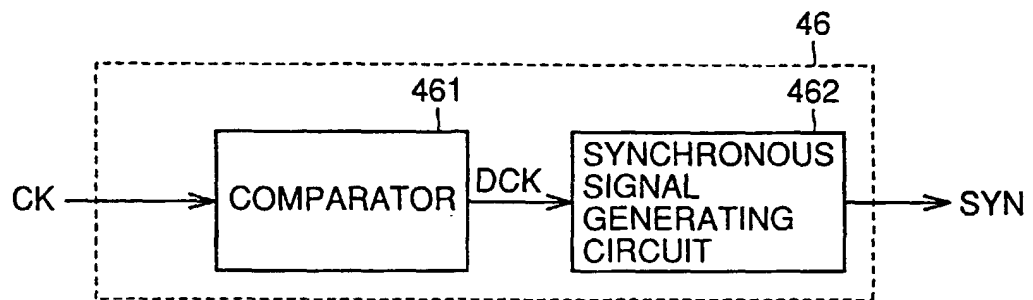 46
461
462
CK
COMPARATOR
DCK
SYNCHRONOUS
SIGNAL
GENERATING
CIRCUIT
SYN